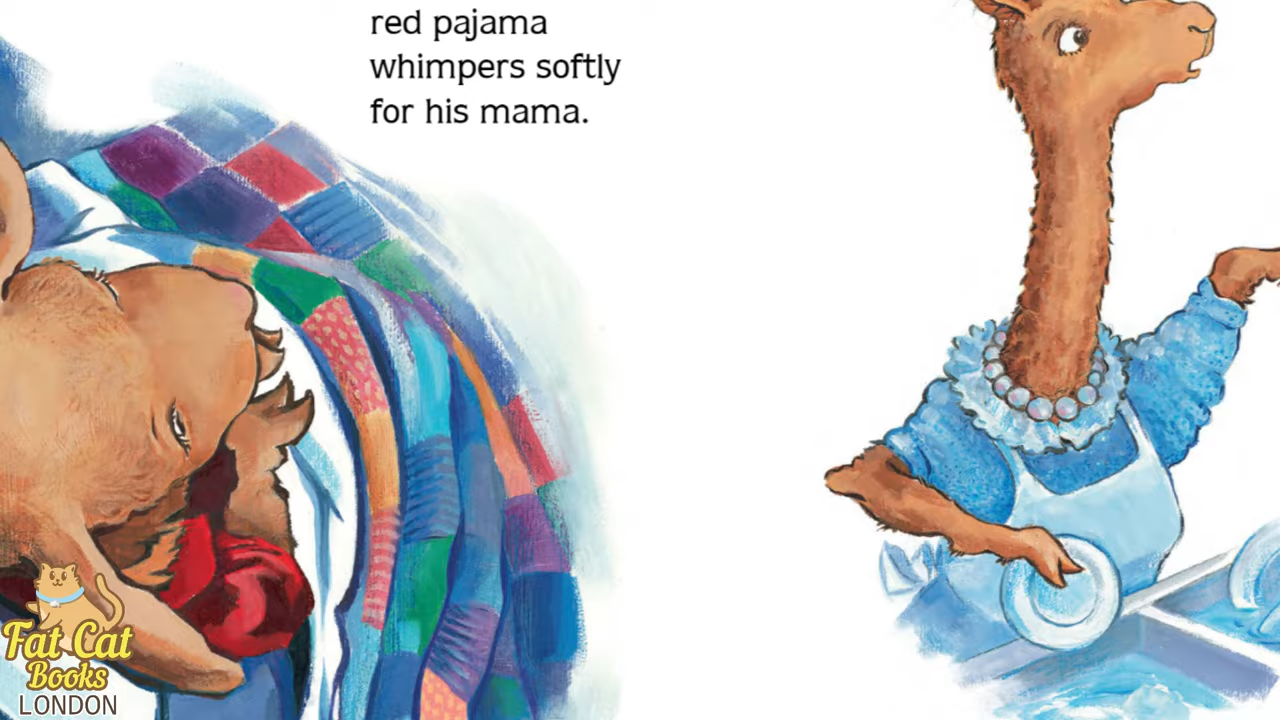 red pajama
whimpers softly
for his mama.
Fat Cat
Books
LONDON